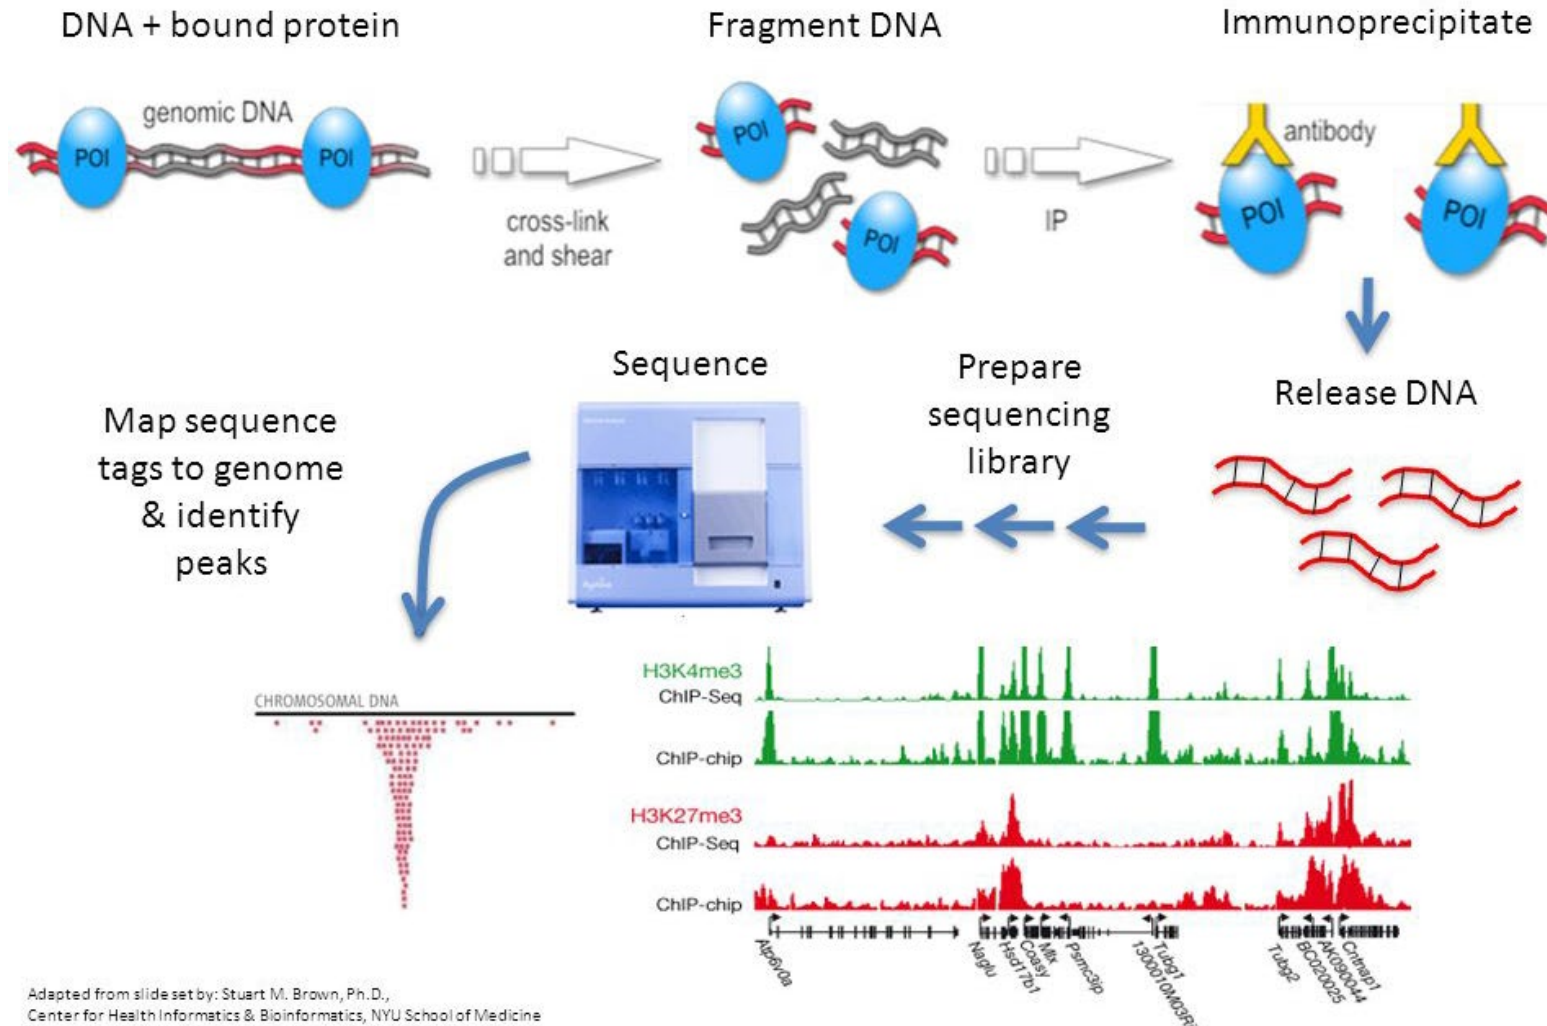 DNA + bound protein
Fragment DNA
Immunoprecipitate
genomic DNA
POI
POI
cross-link
and shear
POI
POI
IP
antibody
POI
POI
Release DNA
Prepare
sequencing
library
Sequence
Map sequence
tags to genome
& identify
peaks
CHROMOSOMAL DNA
H3K4me3
ChIP-Seq
ChIP-chip
H3K27me3
ChIP-Seq
ChIP-chip
Atp6v0a
Naglu
Hsd17b1
Coasy
Mlx
Psmc3ip
Tubg1
Tubg2
BC020025
AK090044
Cntnap1
Adapted from slide set by: Stuart M. Brown, Ph.D.,
Center for Health Informatics & Bioinformatics, NYU School of Medicine